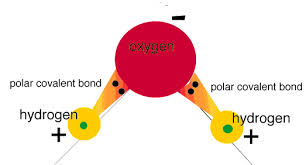 −
oxygen
polar covalent bond
polar covalent bond
hydrogen
hydrogen
+
+